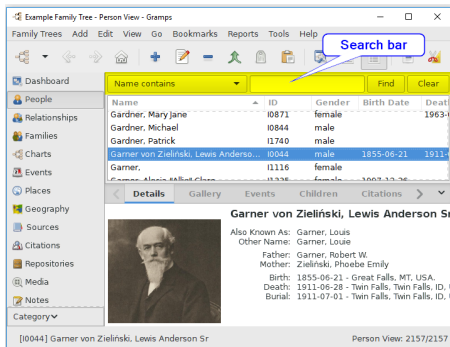 Example Family Tree - Person View - Gramps
Family Trees Add Edit View Go Bookmarks Reports Tools Help
Search bar
Dashboard
People
Relationships
Families
Charts
Events
Places
Geography
Sources
Citations
Repositories
Media
Notes
Category
Name contains Find Clear
Name ID Gender Birth Date Deat
Gardner, Mary Jane I0871 female 1963-
Gardner, Michael I0844 male
Gardner, Patrick I1740 male
Garner von Zieliński, Lewis Anderso... I0044 male 1855-06-21 1911-
Garner, I1116 female
Details Gallery Events Children Citations
Garner von Zieliński, Lewis Anderson Sr
Also Known As: Garner, Louis
Other Name: Garner, Louie
Father: Garner, Robert W.
Mother: Zieliński, Phoebe Emily
Birth: 1855-06-21 - Great Falls, MT, USA.
Death: 1911-06-28 - Twin Falls, Twin Falls, ID,
Burial: 1911-07-01 - Twin Falls, Twin Falls, ID,
[I0044] Garner von Zieliński, Lewis Anderson Sr
Person View: 2157/2157